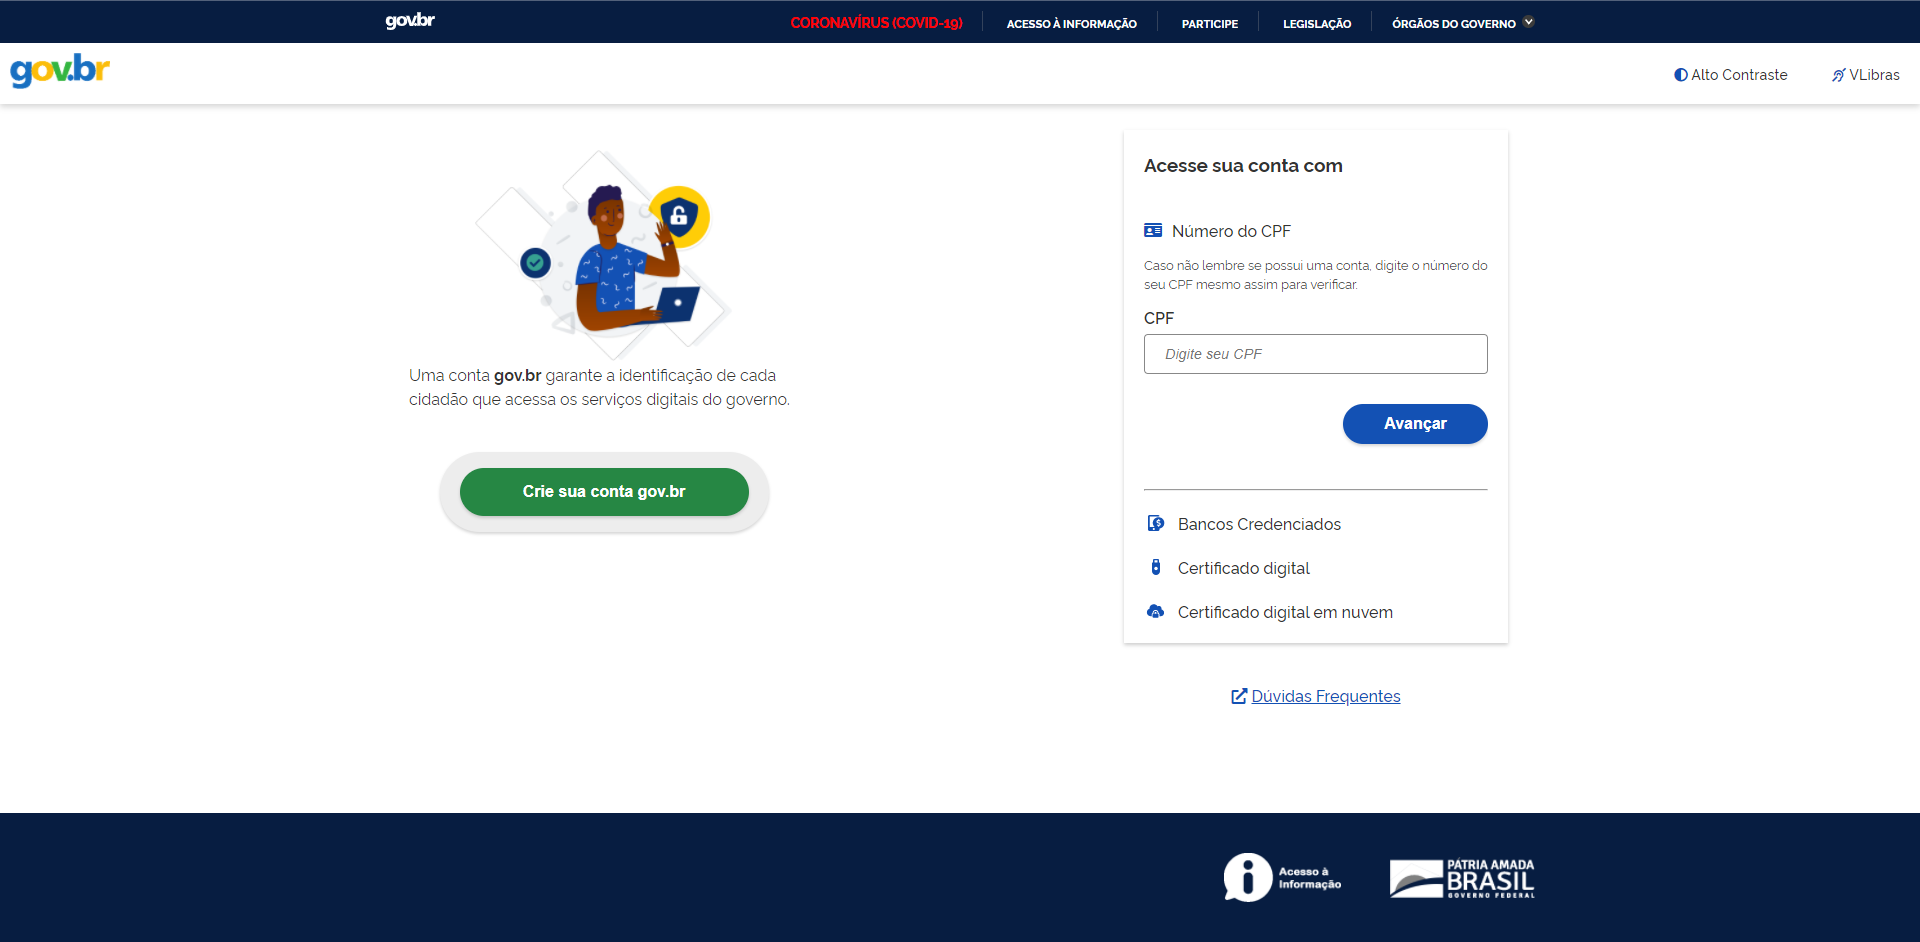 gov.br
CORONAVÍRUS (COVID-19)
ACESSO À INFORMAÇÃO
PARTICIPE
LEGISLAÇÃO
ÓRGÃOS DO GOVERNO
gov.br
Alto Contraste
VLibras
Uma conta gov.br garante a identificação de cada
cidadão que acessa os serviços digitais do governo.
Crie sua conta gov.br
Acesse sua conta com
Número do CPF
Caso não lembre se possui uma conta, digite o número do
seu CPF mesmo assim para verificar.
CPF
Digite seu CPF
Avançar
Bancos Credenciados
Certificado digital
Certificado digital em nuvem
Dúvidas Frequentes
Acesso à
Informação
PÁTRIA AMADA
BRASIL
GOVERNO FEDERAL